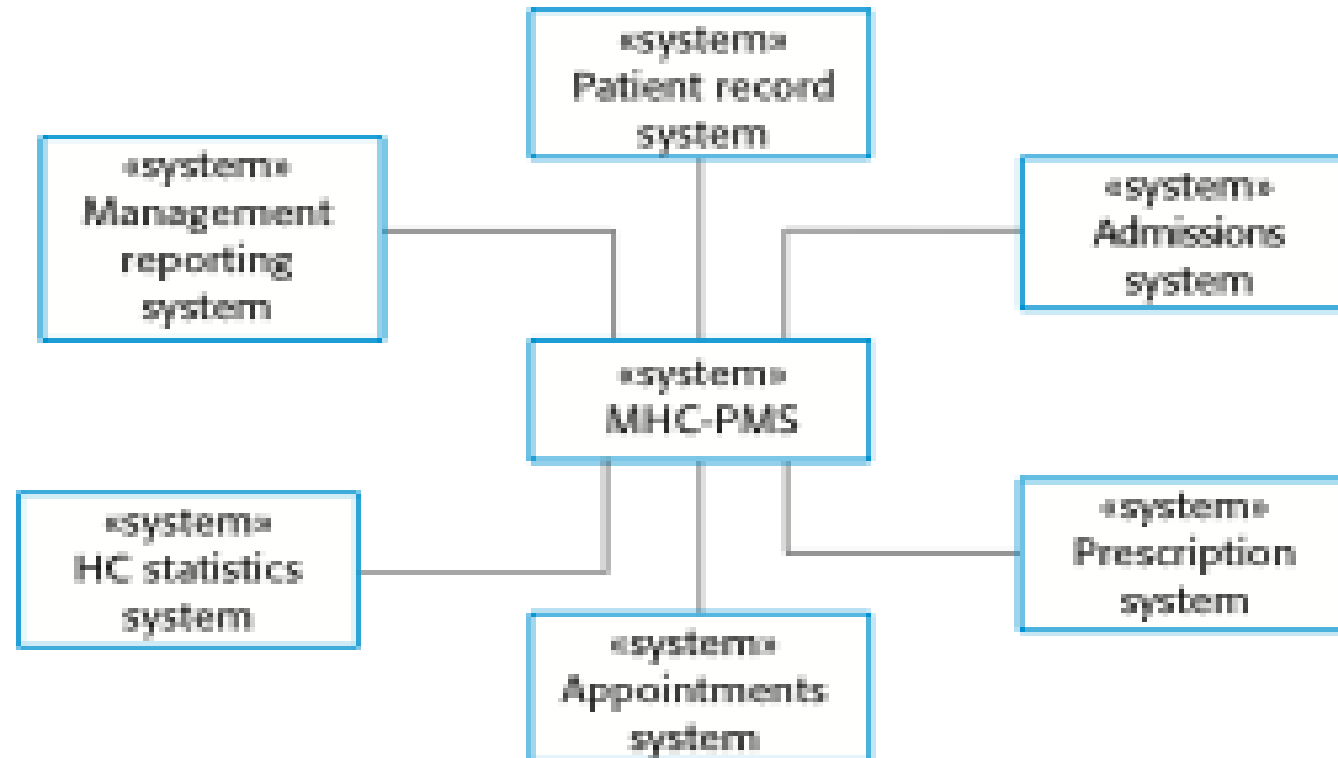 «system»
Patient record
system
«system»
Management
reporting
system
«system»
Admissions
system
«system»
MHC-PMS
«system»
HC statistics
system
«system»
Prescription
system
«system»
Appointments
system